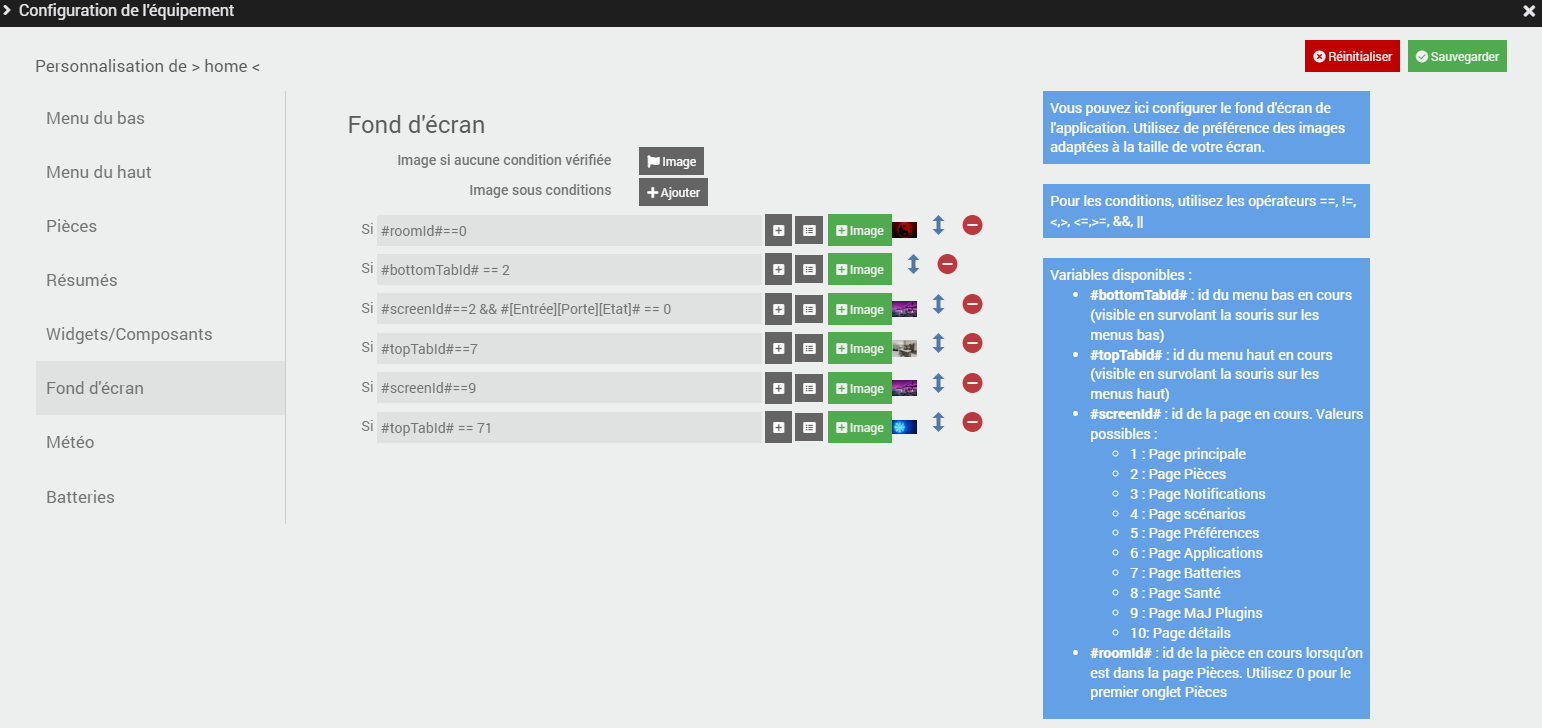 Configuration de l'équipement
Personnalisation de > home <
Réinitialiser
Sauvegarder
Menu du bas
Menu du haut
Pièces
Résumés
Widgets/Composants
Fond d'écran
Météo
Batteries
Fond d'écran
Image si aucune condition vérifiée
Image
Image sous conditions
Ajouter
Si #roomId#==0 Image
Si #bottomTabId# == 2 Image
Si #screenId#==2 && #[Entrée][Porte][Etat]# == 0 Image
Si #topTabId#==7 Image
Si #screenId#==9 Image
Si #topTabId# == 71 Image
Vous pouvez ici configurer le fond d'écran de
l'application. Utilisez de préférence des images
adaptées à la taille de votre écran.
Pour les conditions, utilisez les opérateurs ==, !=,
<,>, <=,>=, &&, ||
Variables disponibles :
#bottomTabId# : id du menu bas en cours
(visible en survolant la souris sur les
menus bas)
#topTabId# : id du menu haut en cours
(visible en survolant la souris sur les
menus haut)
#screenId# : id de la page en cours. Valeurs
possibles :
1 : Page principale
2 : Page Pièces
3 : Page Notifications
4 : Page scénarios
5 : Page Préférences
6 : Page Applications
7 : Page Batteries
8 : Page Santé
9 : Page MaJ Plugins
10: Page détails
#roomId# : id de la pièce en cours lorsqu'on
est dans la page Pièces. Utilisez 0 pour le
premier onglet Pièces